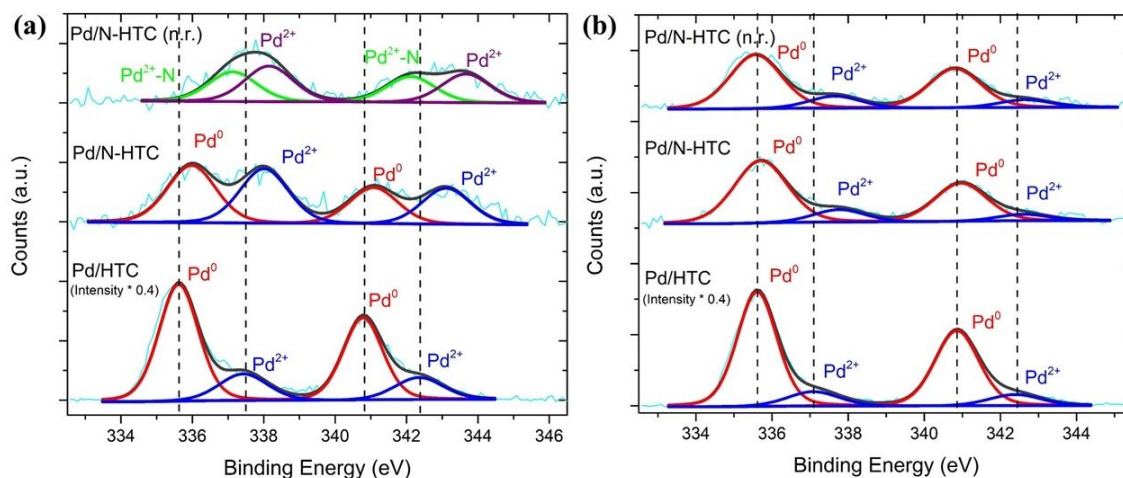 (a)
Pd/N-HTC (n.r.)
Pd²⁺-N
Pd²⁺
Pd²⁺-N
Pd²⁺
Pd/N-HTC
Pd⁰
Pd²⁺
Pd⁰
Pd²⁺
Pd/HTC
(Intensity * 0.4)
Pd⁰
Pd²⁺
Pd⁰
Pd²⁺
Counts (a.u.)
334 336 338 340 342 344 346
Binding Energy (eV)
(b)
Pd/N-HTC (n.r.)
Pd⁰
Pd²⁺
Pd⁰
Pd²⁺
Pd/N-HTC
Pd⁰
Pd²⁺
Pd⁰
Pd²⁺
Pd/HTC
(Intensity * 0.4)
Pd⁰
Pd²⁺
Pd⁰
Pd²⁺
Counts (a.u.)
334 336 338 340 342 344
Binding Energy (eV)